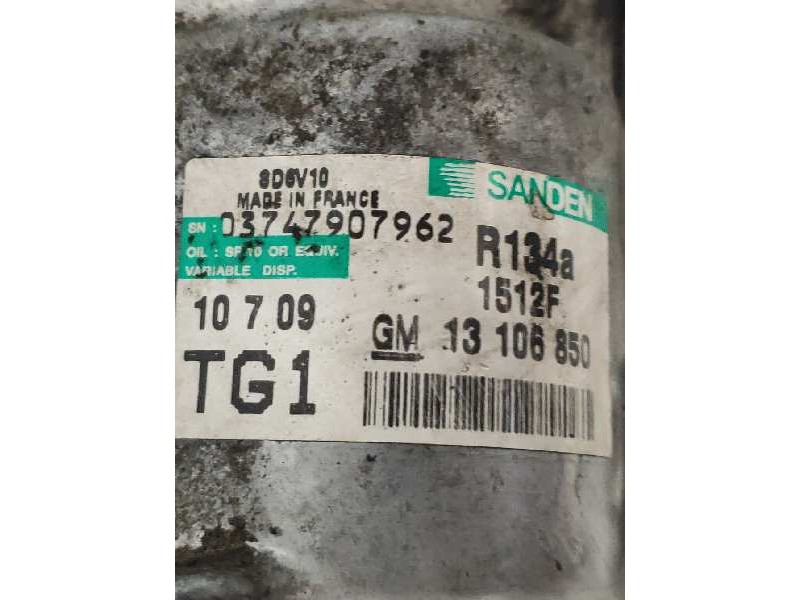 SD6V10
MADE IN FRANCE
SANDEN
SN : 03747907962
OIL : SP10 OR EQUIV.
VARIABLE DISP.
R134a
1512F
10 7 09
GM 13 106 850
TG1